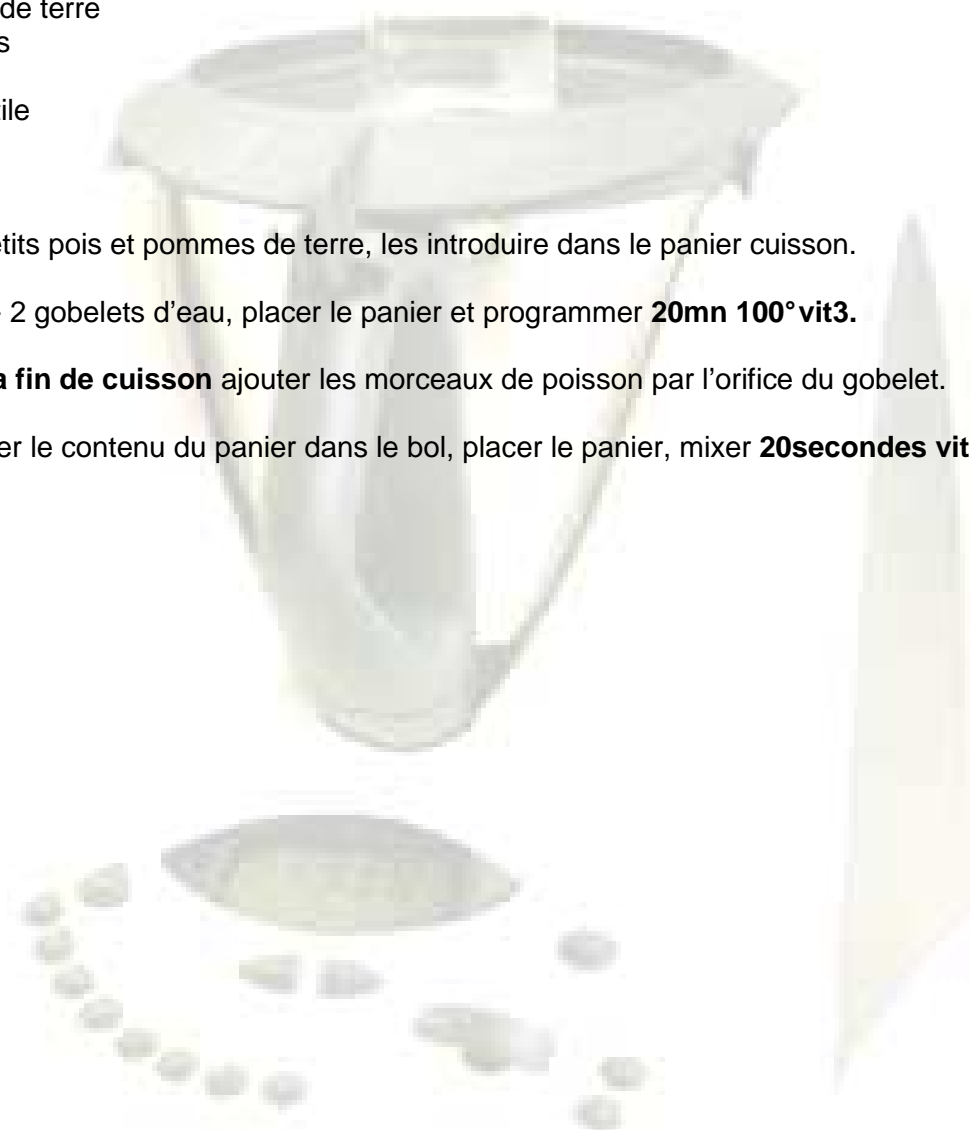 de terre
s
tile
etits pois et pommes de terre, les introduire dans le panier cuisson.
2 gobelets d’eau, placer le panier et programmer 20mn 100° vit3.
a fin de cuisson ajouter les morceaux de poisson par l’orifice du gobelet.
er le contenu du panier dans le bol, placer le panier, mixer 20secondes vit